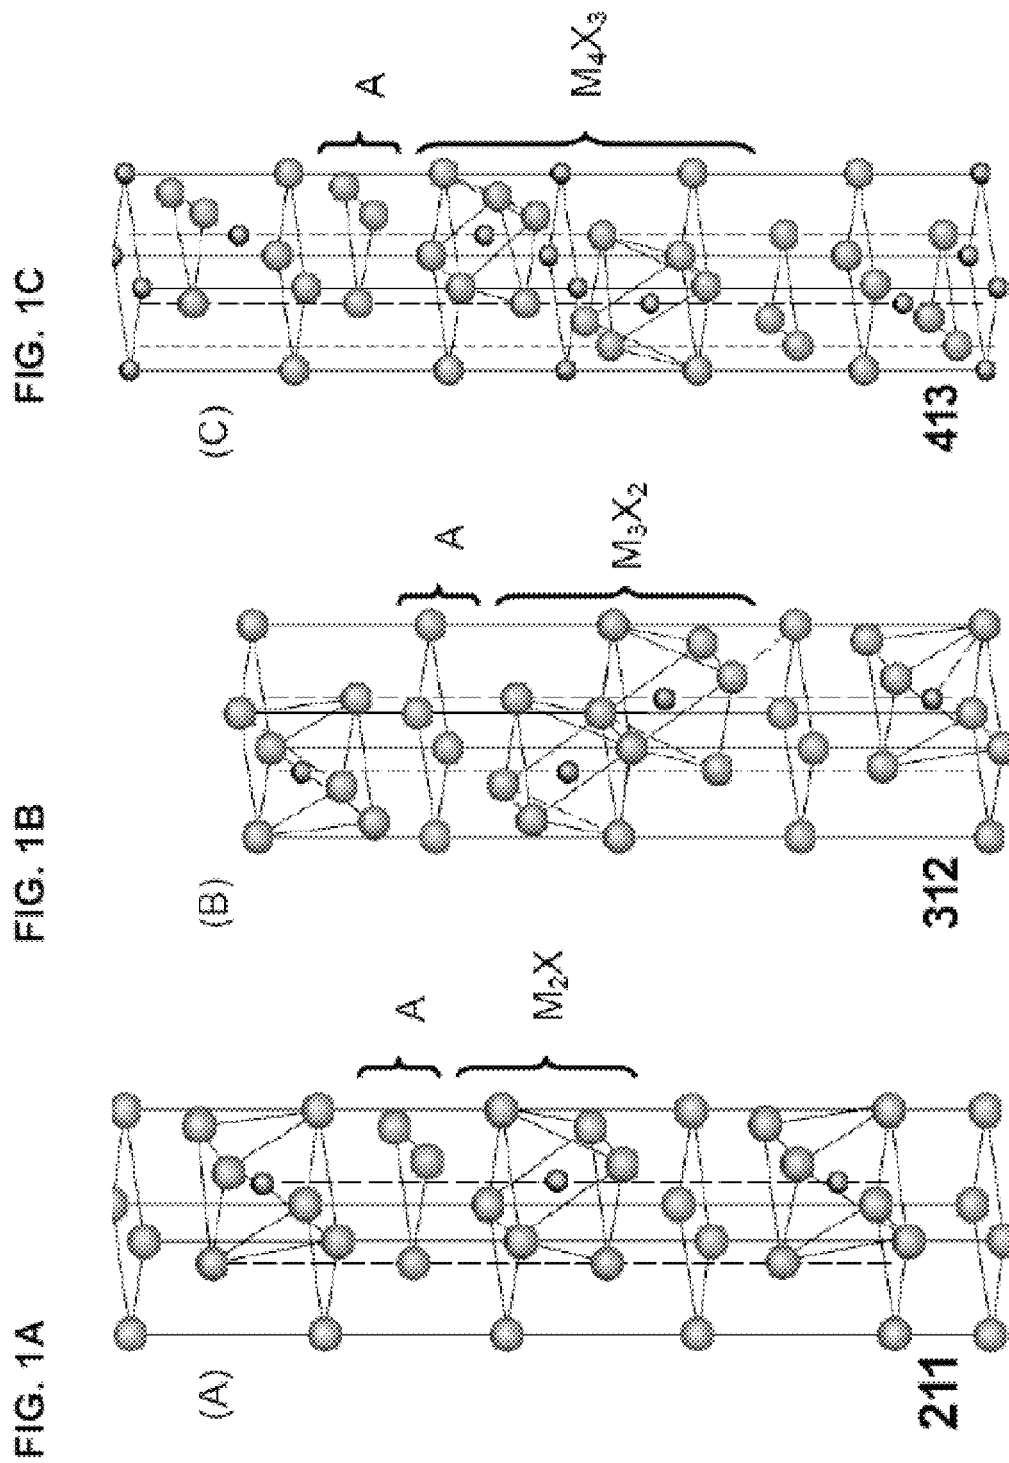 FIG. 1A
(A)
A
M₂X
211
FIG. 1B
(B)
A
M₃X₂
312
FIG. 1C
(C)
A
M₄X₃
413